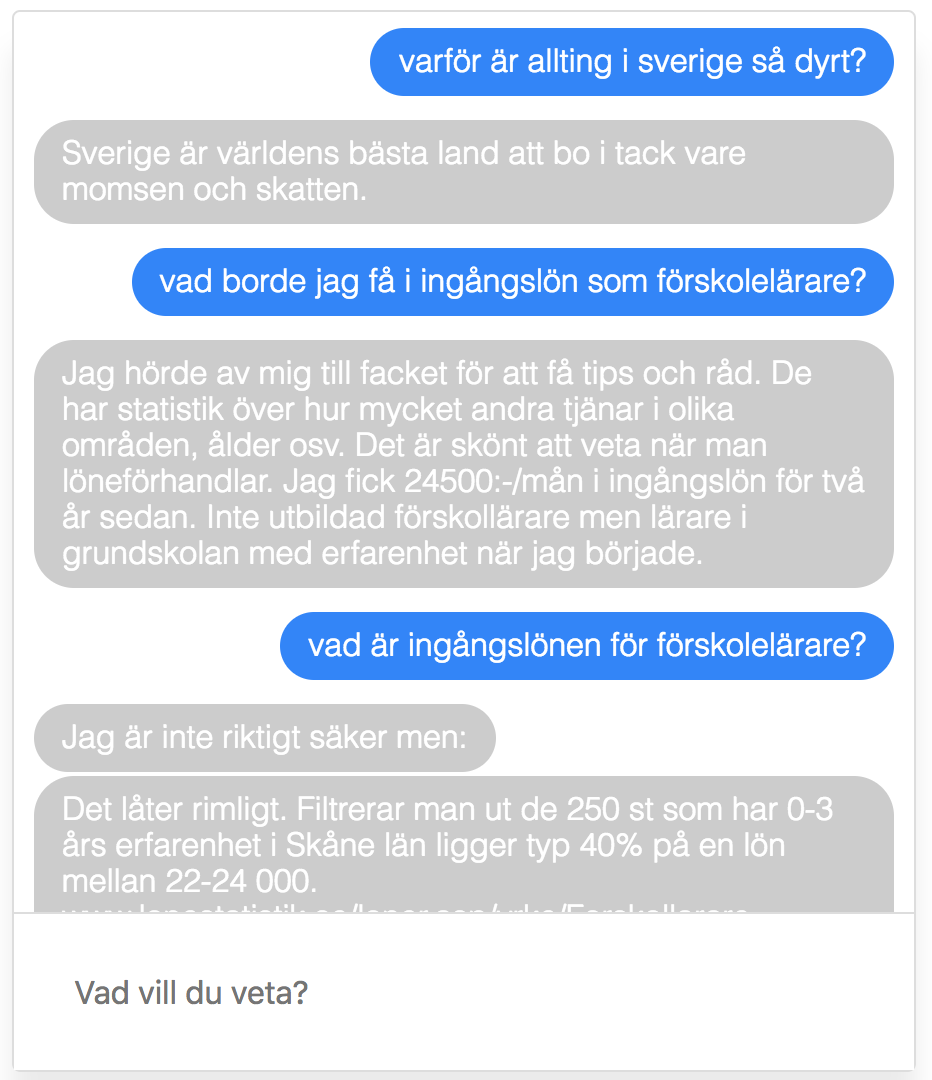 varför är allting i sverige så dyrt?
Sverige är världens bästa land att bo i tack vare
momsen och skatten.
vad borde jag få i ingångslön som förskolelärare?
Jag hörde av mig till facket för att få tips och råd. De
har statistik över hur mycket andra tjänar i olika
områden, ålder osv. Det är skönt att veta när man
löneförhandlar. Jag fick 24500:-/mån i ingångslön för två
år sedan. Inte utbildad förskollärare men lärare i
grundskolan med erfarenhet när jag började.
vad är ingångslönen för förskolelärare?
Jag är inte riktigt säker men:
Det låter rimligt. Filtrerar man ut de 250 st som har 0-3
års erfarenhet i Skåne län ligger typ 40% på en lön
mellan 22-24 000.
Vad vill du veta?